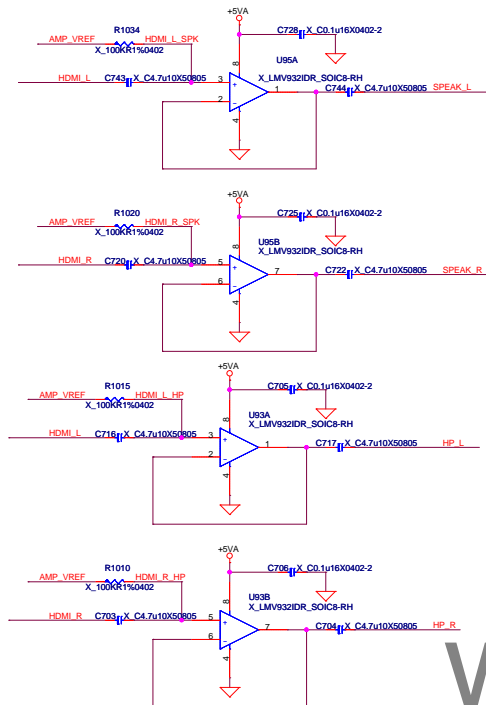 +5VA
C728 X_C0.1u16X0402-2
R1034
AMP_VREF HDMI_L_SPK
X_100KR1%0402
U95A
X_LMV932IDR_SOIC8-RH
HDMI_L C743 X_C4.7u10X50805 3 + 8 1 C744 X_C4.7u10X50805 SPEAK_L
2 −
4
+5VA
C725 X_C0.1u16X0402-2
R1020
AMP_VREF HDMI_R_SPK
X_100KR1%0402
U95B
X_LMV932IDR_SOIC8-RH
HDMI_R C720 X_C4.7u10X50805 5 + 8 7 C722 X_C4.7u10X50805 SPEAK_R
6 −
4
+5VA
C705 X_C0.1u16X0402-2
R1015
AMP_VREF HDMI_L_HP
X_100KR1%0402
U93A
X_LMV932IDR_SOIC8-RH
HDMI_L C716 X_C4.7u10X50805 3 + 8 1 C717 X_C4.7u10X50805 HP_L
2 −
4
+5VA
C706 X_C0.1u16X0402-2
R1010
AMP_VREF HDMI_R_HP
X_100KR1%0402
U93B
X_LMV932IDR_SOIC8-RH
HDMI_R C703 X_C4.7u10X50805 5 + 8 7 C704 X_C4.7u10X50805 HP_R
6 −
4